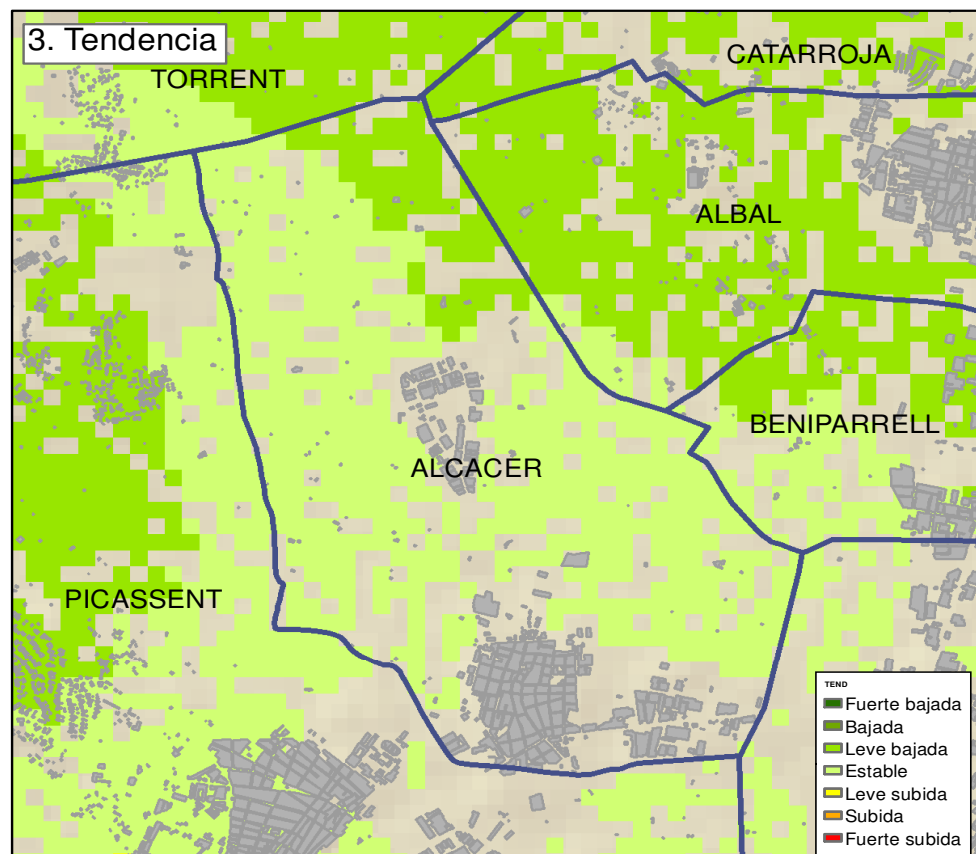 3. Tendencia
TORRENT
CATARROJA
ALBAL
BENIPARRELL
ALCACER
PICASSENT
TEND
Fuerte bajada
Bajada
Leve bajada
Estable
Leve subida
Subida
Fuerte subida